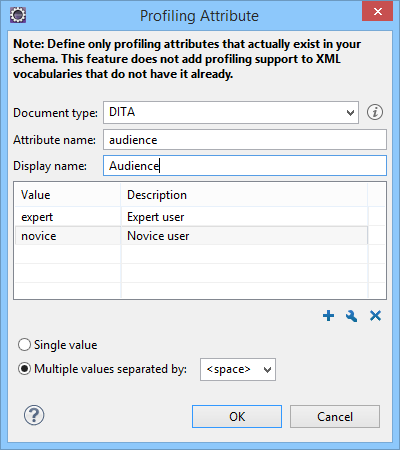 Profiling Attribute
Note: Define only profiling attributes that actually exist in your
schema. This feature does not add profiling support to XML
vocabularies that do not have it already.
Document type: DITA
Attribute name: audience
Display name: Audience
Value Description
expert Expert user
novice Novice user
Single value
Multiple values separated by: <space>
OK Cancel